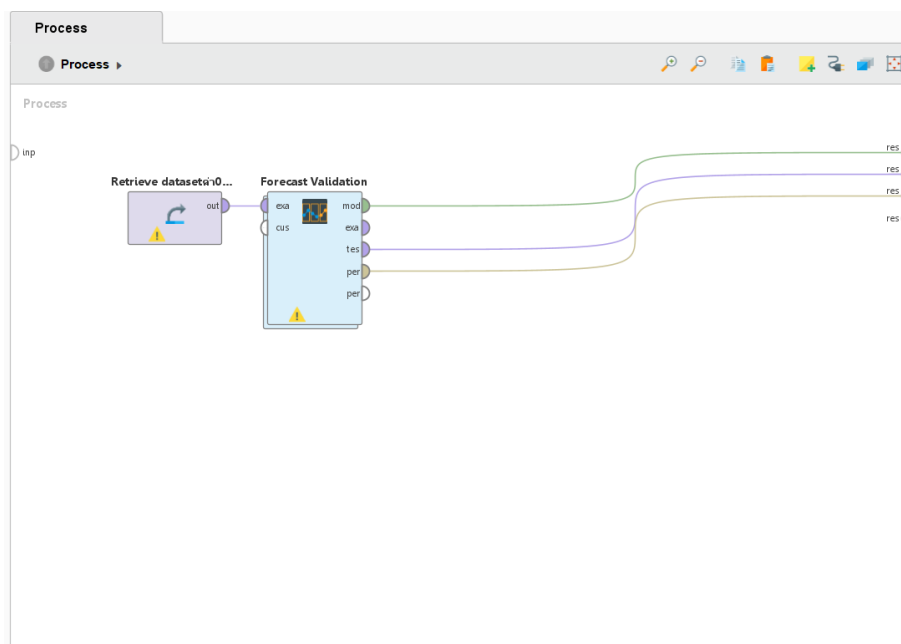 Process
Process
Process
inp
res
res
res
res
Forecast Validation
out
exa
cus
mod
exa
tes
per
per
Retrieve